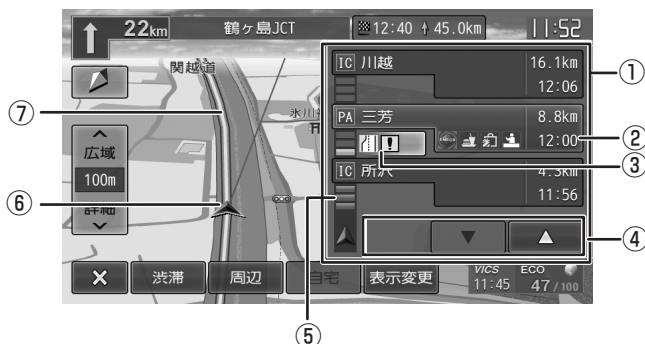 22km 鶴ヶ島JCT 12:40 45.0km 11:52
関越道
氷川
広域
100m
詳細
IC 川越 16.1km
12:06
PA 三芳 8.8km
12:00
IC 所沢 4.3km
11:56
× 渋滞 周辺 自宅 表示変更
VICS 11:45
ECO 47/100
①
②
③
④
⑤
⑥
⑦